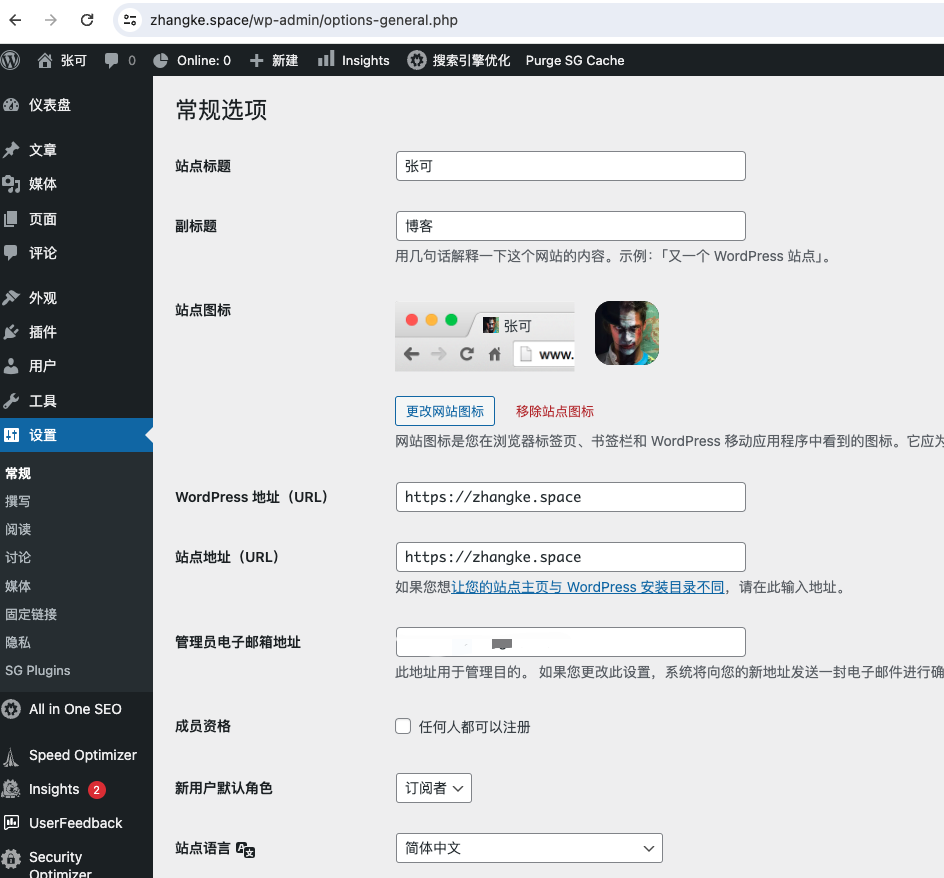 zhangke.space/wp-admin/options-general.php
张可 0 Online: 0 新建 Insights 搜索引擎优化 Purge SG Cache
仪表盘
文章
媒体
页面
评论
外观
插件
用户
工具
设置
常规
撰写
阅读
讨论
媒体
固定链接
隐私
SG Plugins
All in One SEO
Speed Optimizer
Insights 2
UserFeedback
Security
Optimizer
常规选项
站点标题 张可
副标题 博客
用几句话解释一下这个网站的内容。示例：「又一个 WordPress 站点」。
站点图标
张可
www.
更改网站图标 移除站点图标
网站图标是您在浏览器标签页、书签栏和 WordPress 移动应用程序中看到的图标。它应为
WordPress 地址（URL） https://zhangke.space
站点地址（URL） https://zhangke.space
如果您想让您的站点主页与 WordPress 安装目录不同，请在此输入地址。
管理员电子邮箱地址
此地址用于管理目的。 如果您更改此设置，系统将向您的新地址发送一封电子邮件进行确
成员资格 任何人都可以注册
新用户默认角色 订阅者
站点语言 简体中文